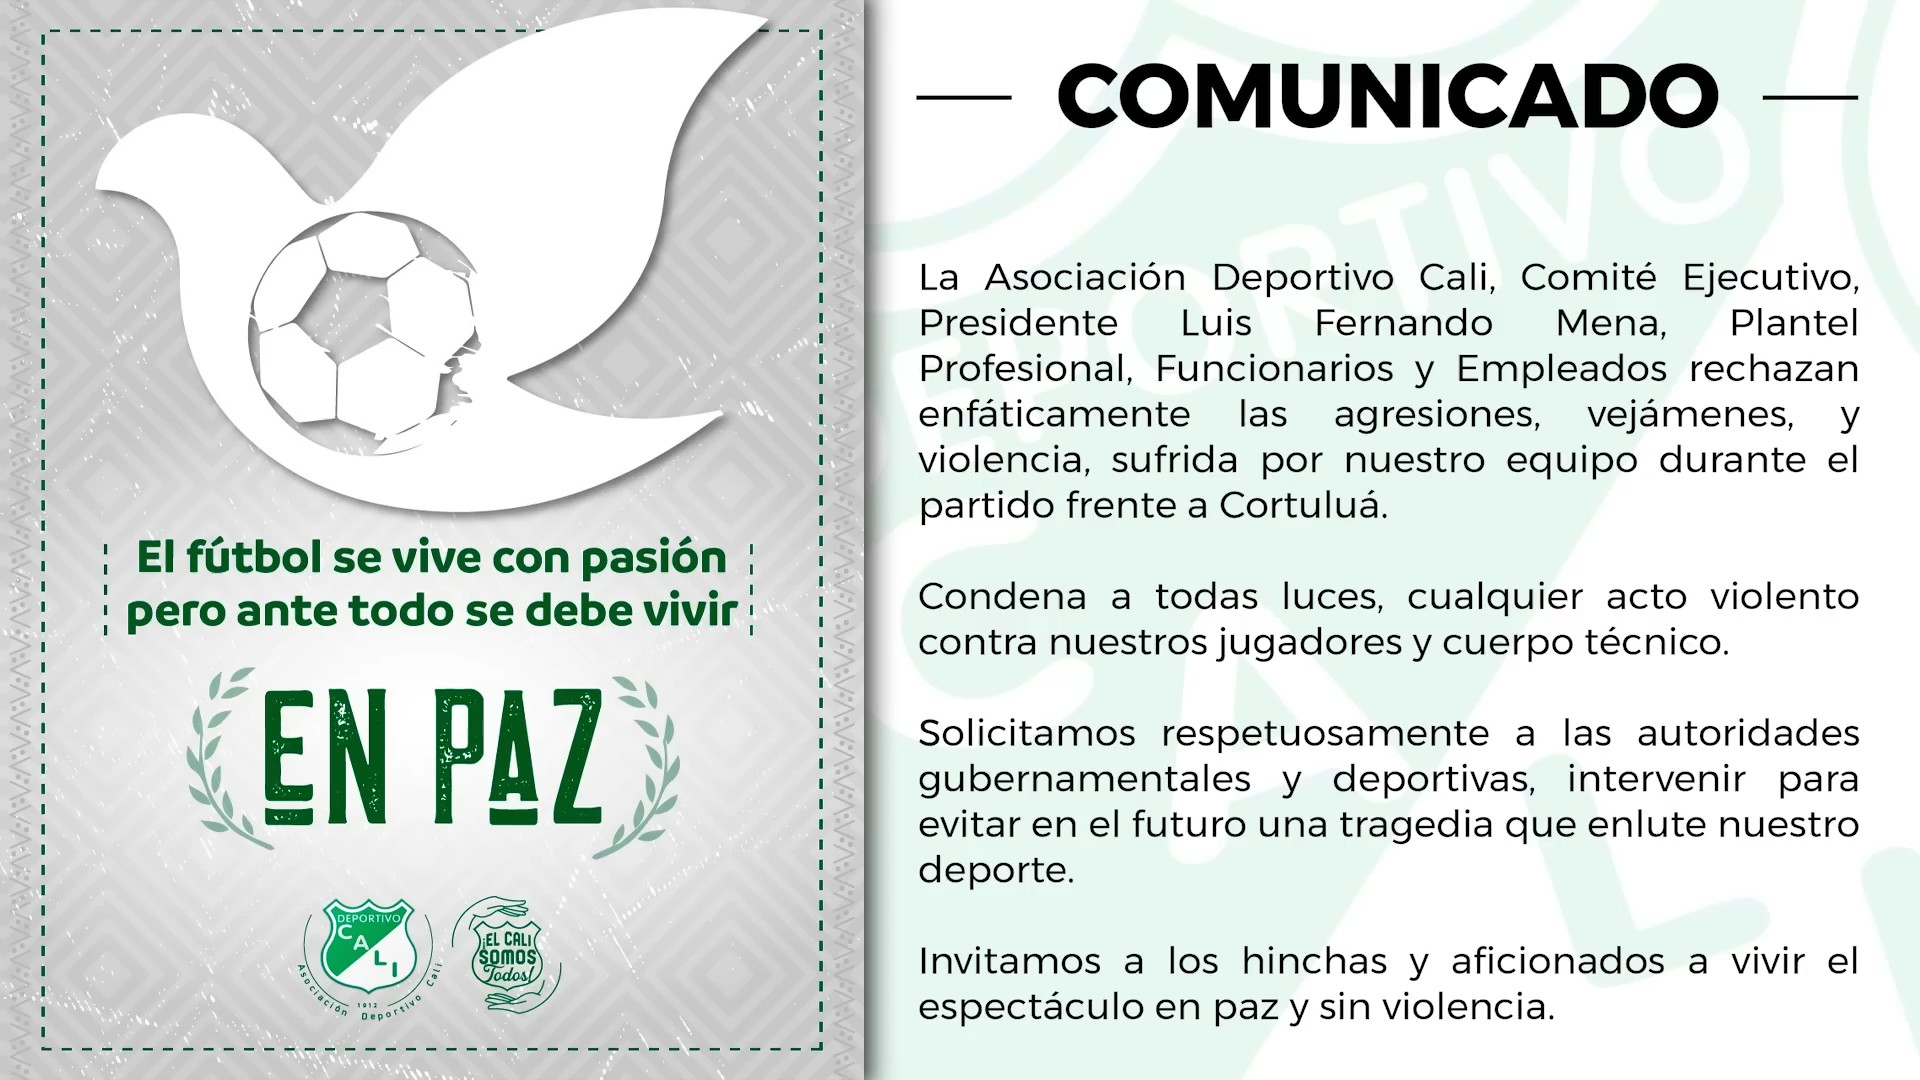 El fútbol se vive con pasión
pero ante todo se debe vivir
EN PAZ
DEPORTIVO
CALI
1912
Asociación Deportivo Cali
¡EL CALI
SOMOS
Todos!
COMUNICADO
La Asociación Deportivo Cali, Comité Ejecutivo,
Presidente Luis Fernando Mena, Plantel
Profesional, Funcionarios y Empleados rechazan
enfáticamente las agresiones, vejámenes, y
violencia, sufrida por nuestro equipo durante el
partido frente a Cortuluá.
Condena a todas luces, cualquier acto violento
contra nuestros jugadores y cuerpo técnico.
Solicitamos respetuosamente a las autoridades
gubernamentales y deportivas, intervenir para
evitar en el futuro una tragedia que enlute nuestro
deporte.
Invitamos a los hinchas y aficionados a vivir el
espectáculo en paz y sin violencia.
DEPORTIVO
CALI